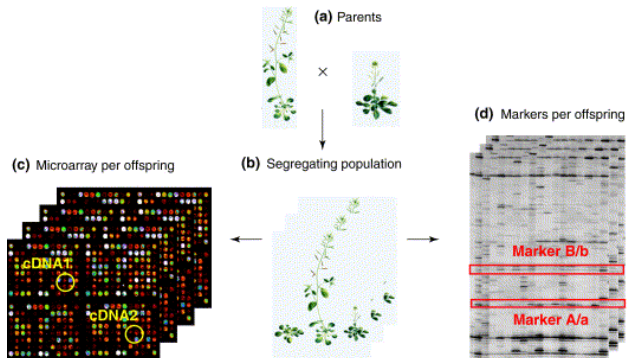 (a) Parents
×
(d) Markers per offspring
(c) Microarray per offspring
(b) Segregating population
cDNA1
cDNA2
Marker B/b
Marker A/a